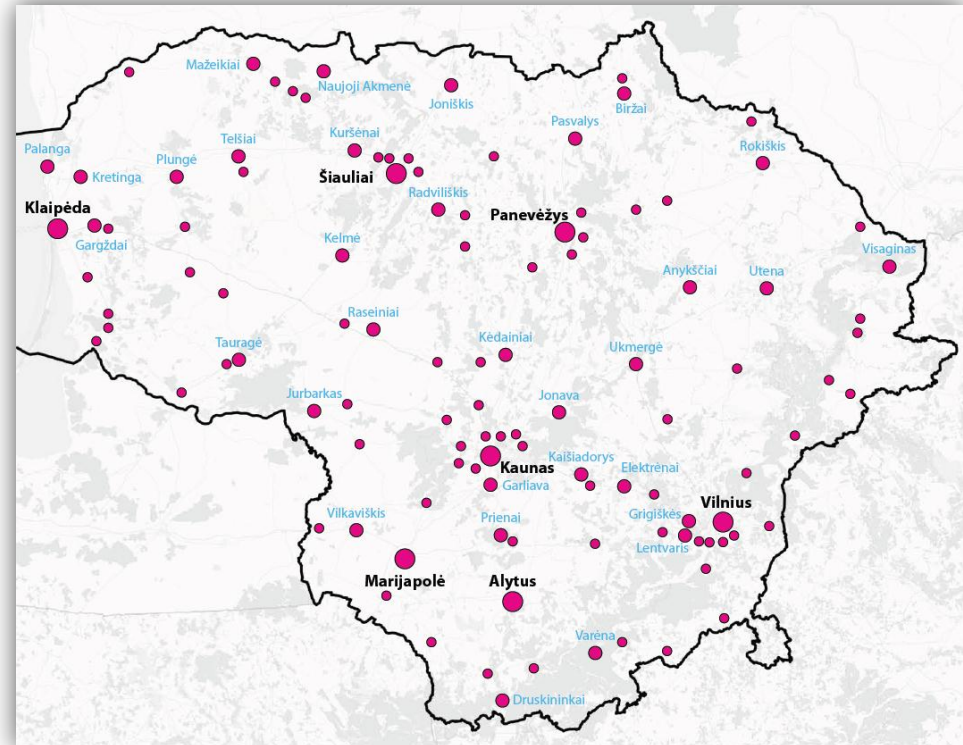 Mažeikiai
Naujoji Akmenė
Joniškis
Biržai
Pasvalys
Kuršėnai
Telšiai
Plungė
Palanga
Kretinga
Rokiškis
Šiauliai
Radviliškis
Klaipėda
Gargždai
Panevėžys
Kelmė
Visaginas
Anykščiai
Utena
Raseiniai
Tauragė
Kėdainiai
Ukmergė
Jurbarkas
Jonava
Kaunas
Kaišiadorys
Elektrėnai
Garliava
Vilnius
Vilkaviškis
Prienai
Grigiškės
Lentvaris
Marijapolė
Alytus
Varėna
Druskininkai